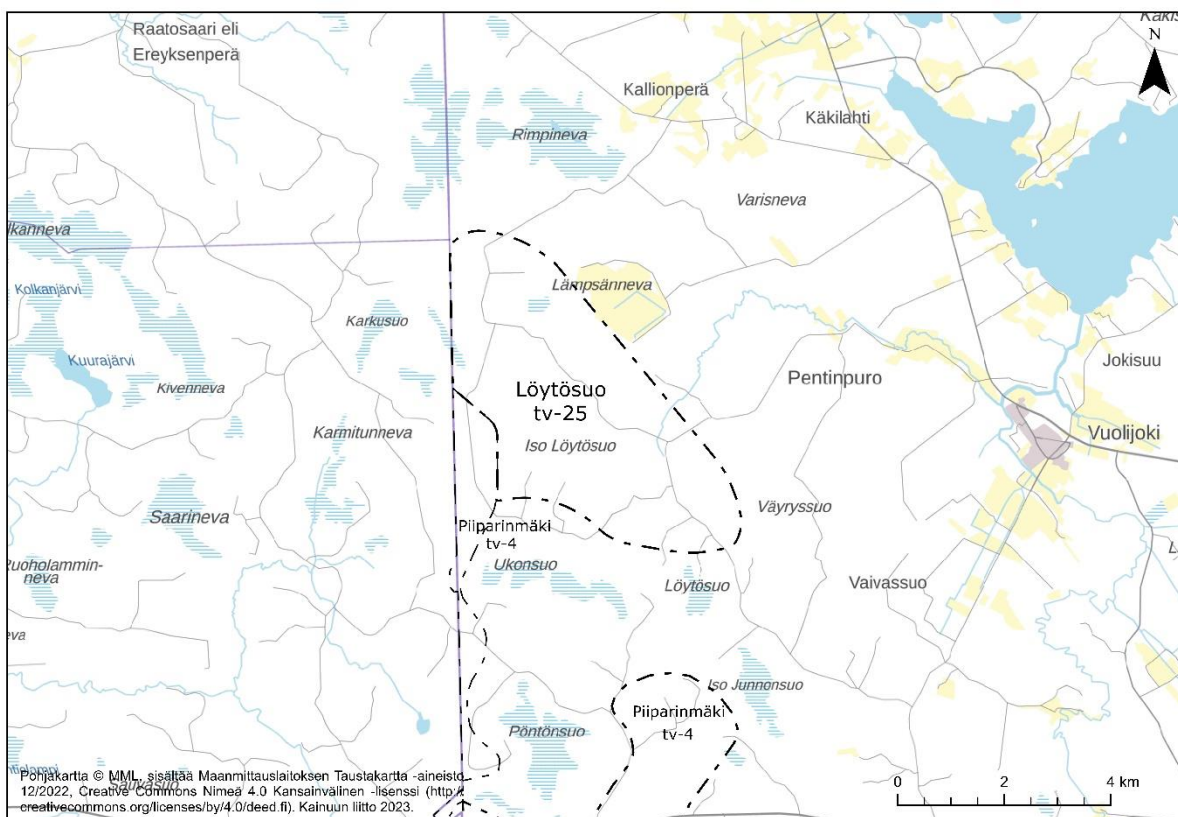 Raatosaari eli
Ereyksenperä
Käkis
N
Kallionperä
Käkilahti
Rimpineva
Varisneva
lkanneva
Kolkanjärvi
Lämpsänneva
Karkusuo
Kuurajärvi
Kivenneva
Löytösuo
tv-25
Pentinpuro
Jokisuu
Karmitunneva
Iso Löytösuo
Vuolijoki
Saarineva
Piiparinmäki
tv-4
Väyryssuo
Ruoholammin-
neva
Ukonsuo
Löytösuo
Vaivassuo
eva
Iso Junnonsuo
Piiparinmäki
tv-4
Pöntönsuo
Pohjakartta © MML, sisältää Maanmittauslaitoksen Taustakartta -aineisto
12/2022, Creative Commons Nimeä 4.0 Kansainvälinen -lisenssi (http:/
creativecommons.org/licenses/by/4.0/deed.fi). Kainuun liitto 2023.
0 2 4 km